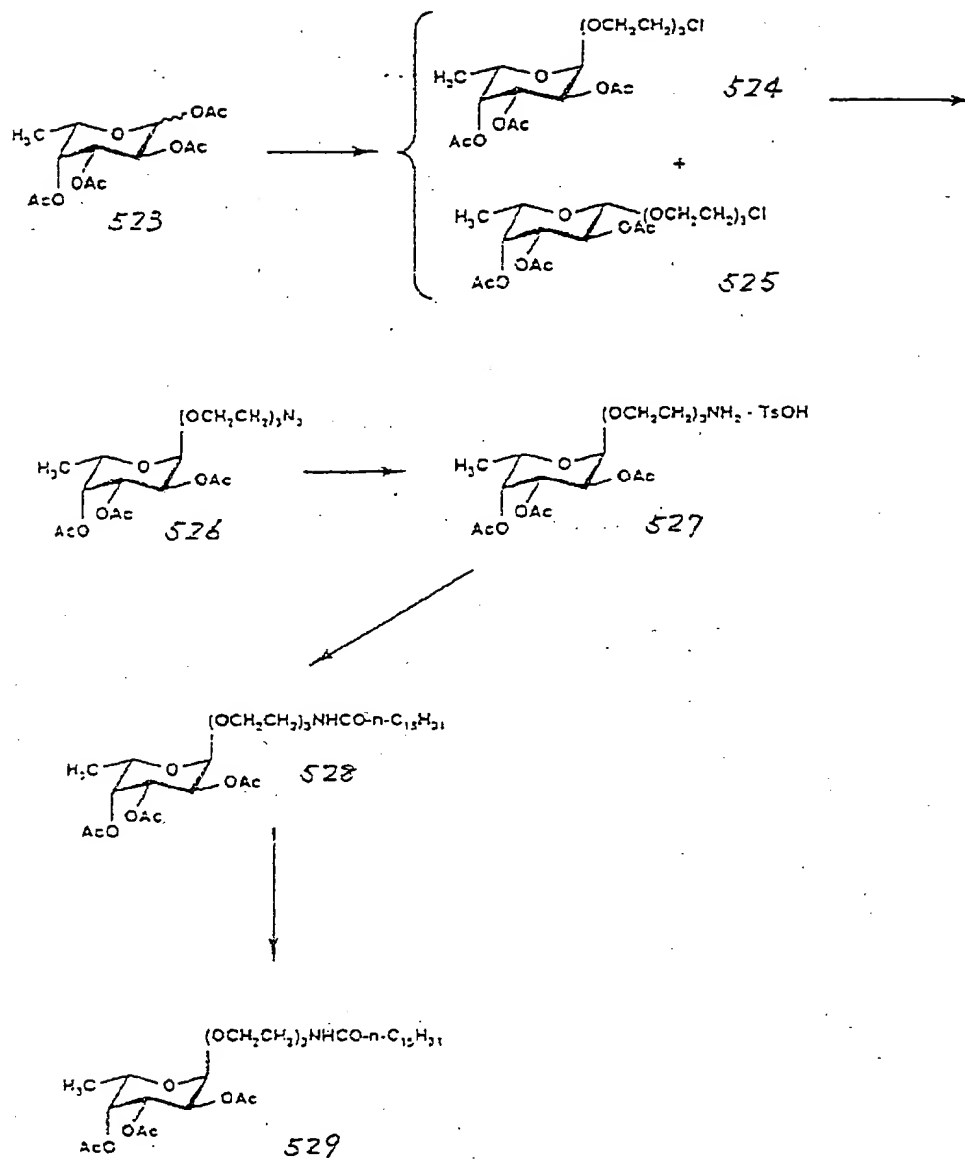 (OCH₂CH₂)₃Cl
H₃C
O
OAc
OAc
AcO
524
H₃C
O
OAc
OAc
OAc
AcO
523
+
H₃C
O
(OCH₂CH₂)₃Cl
OAc
OAc
AcO
525
(OCH₂CH₂)₃N₃
H₃C
O
OAc
OAc
AcO
526
(OCH₂CH₂)₃NH₂ · TsOH
H₃C
O
OAc
OAc
AcO
527
(OCH₂CH₂)₃NHCO-n-C₁₅H₃₁
H₃C
O
OAc
OAc
AcO
528
(OCH₂CH₂)₃NHCO-n-C₁₅H₃₁
H₃C
O
OAc
OAc
AcO
529